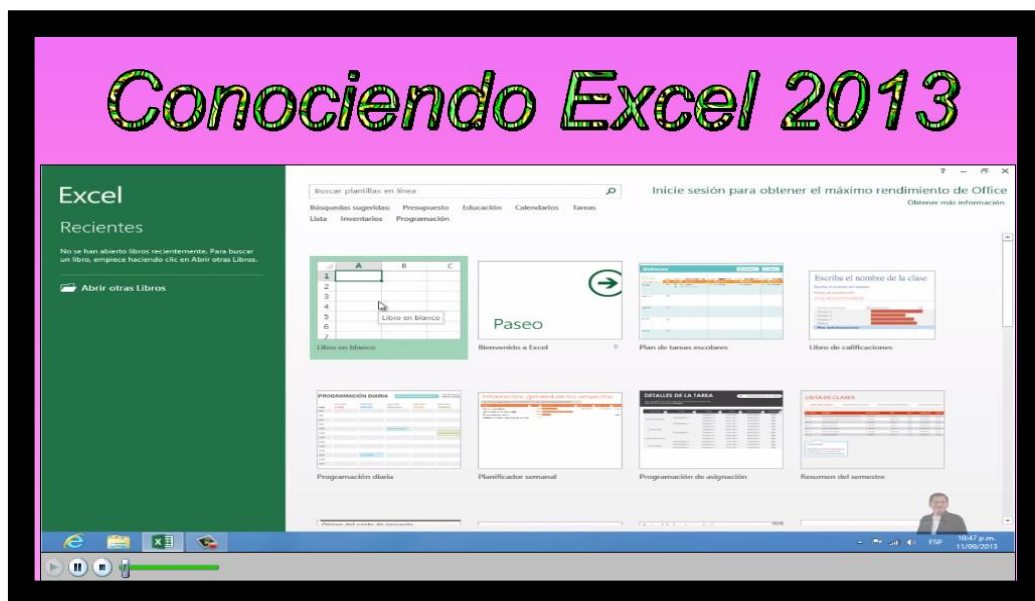 Conociendo Excel 2013
Excel
Recientes
No se han abierto libros recientemente. Para buscar
un libro, empiece haciendo clic en Abrir otras Libros.
Abrir otras Libros
Buscar plantillas en línea
Búsquedas sugeridas: Presupuesto Educación Calendarios Tareas
Lista Inventarios Programación
Inicie sesión para obtener el máximo rendimiento de Office
Obtener más información
A B C
1
2
3
4
5
6
7
Libro en blanco
Libro en blanco
Paseo
Bienvenido a Excel
Plan de tareas escolares
Escriba el nombre de la clase
Libro de calificaciones
PROGRAMACIÓN DIARIA
Programación diaria
Planificador semanal
DETALLES DE LA TAREA
Programación de asignación
LISTA DE CLASES
Resumen del semestre
ESP
10:47 p.m.
11/09/2013